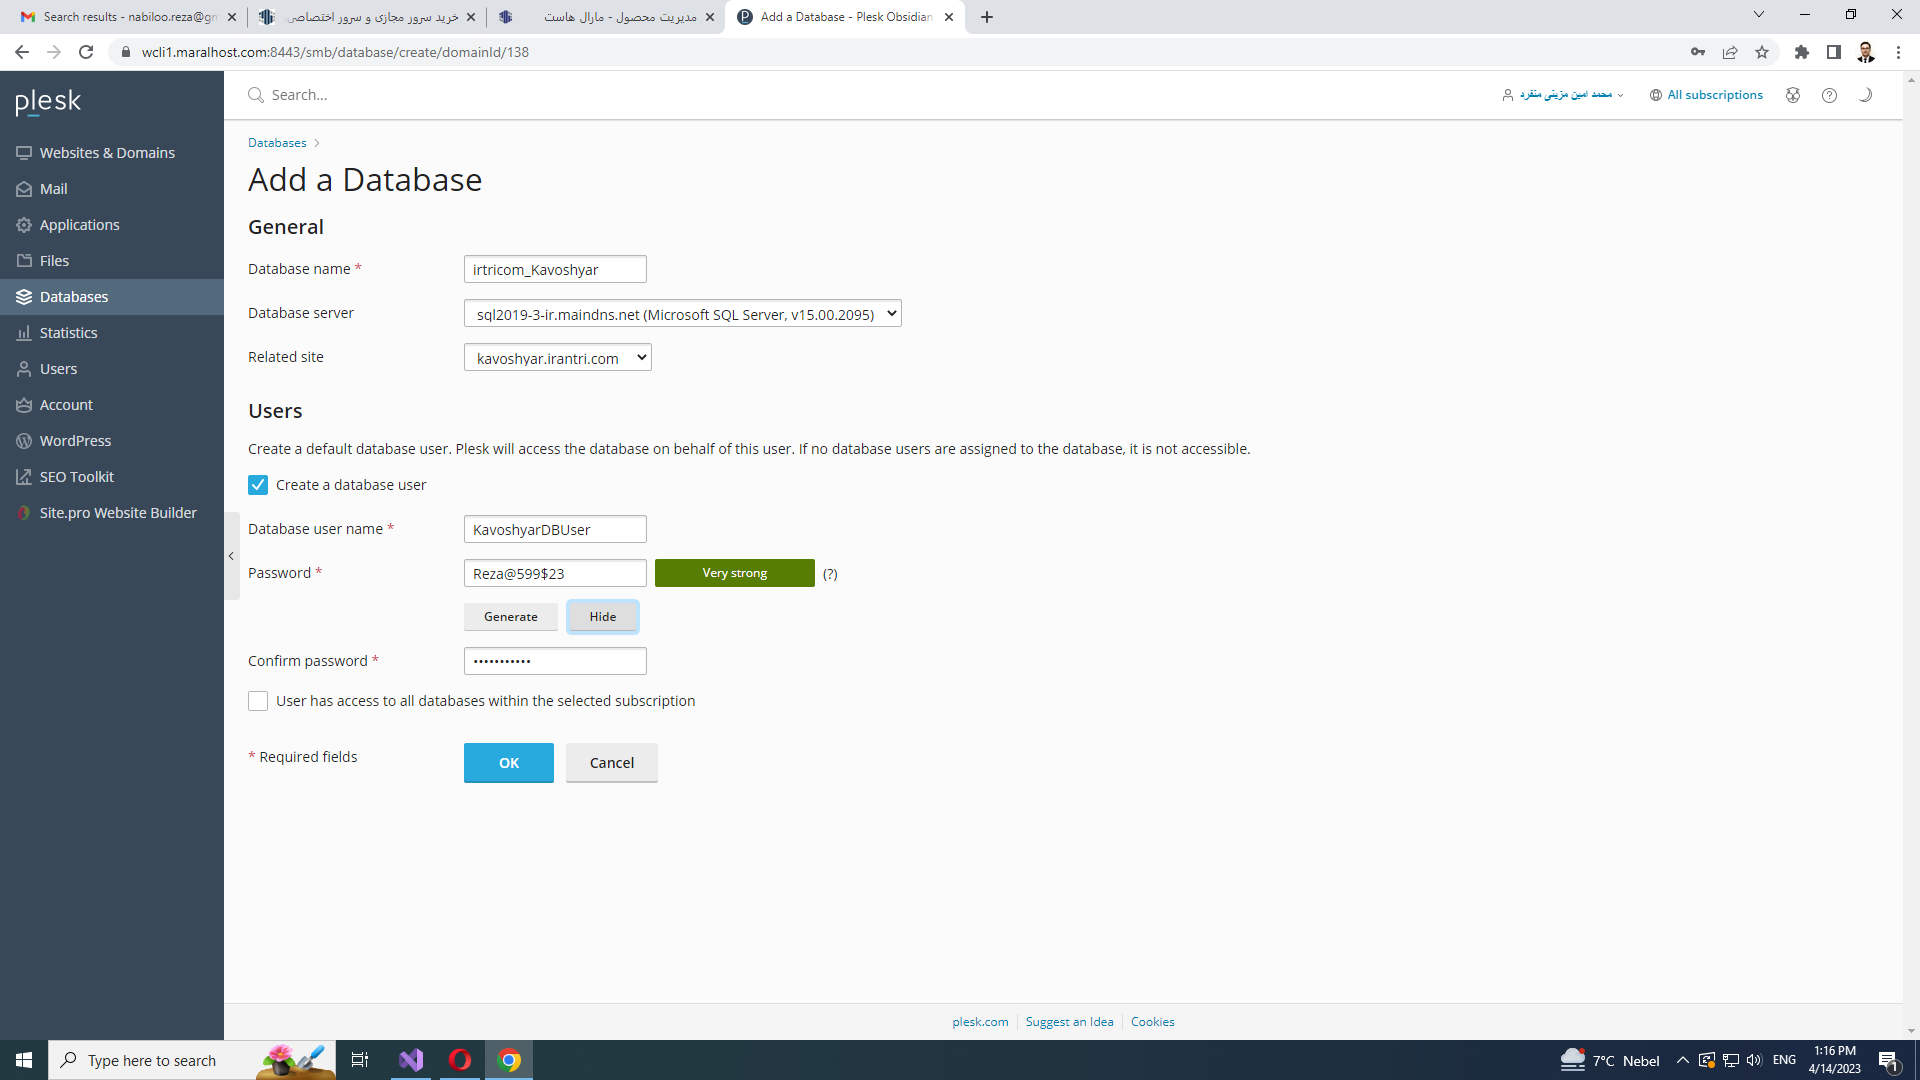 Search results - nabiloo.reza@gm
خرید سرور مجازی و سرور اختصاصی
مدیریت محصول - مارال هاست
Add a Database - Plesk Obsidian
wcli1.maralhost.com:8443/smb/database/create/domainId/138
plesk
Search...
محمد امین مزینی منفرد
All subscriptions
Websites & Domains
Mail
Applications
Files
Databases
Statistics
Users
Account
WordPress
SEO Toolkit
Site.pro Website Builder
Databases
Add a Database
General
Database name *
irtricom_Kavoshyar
Database server
sql2019-3-ir.maindns.net (Microsoft SQL Server, v15.00.2095)
Related site
kavoshyar.irantri.com
Users
Create a default database user. Plesk will access the database on behalf of this user. If no database users are assigned to the database, it is not accessible.
Create a database user
Database user name *
KavoshyarDBUser
Password *
Reza@599$23
Very strong
(?)
Generate
Hide
Confirm password *
•••••••••••
User has access to all databases within the selected subscription
* Required fields
OK
Cancel
plesk.com
Suggest an Idea
Cookies
Type here to search
7°C Nebel
ENG
1:16 PM
4/14/2023
1